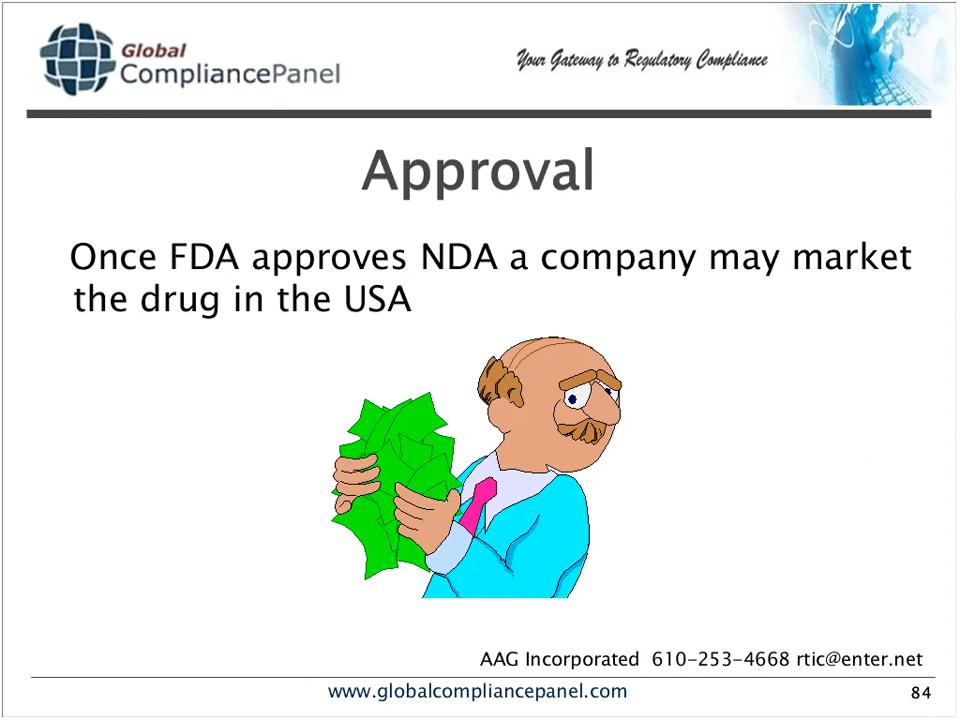 Global
CompliancePanel
Your Gateway to Regulatory Compliance
Approval
Once FDA approves NDA a company may market
the drug in the USA
AAG Incorporated 610-253-4668 rtic@enter.net
www.globalcompliancepanel.com
84